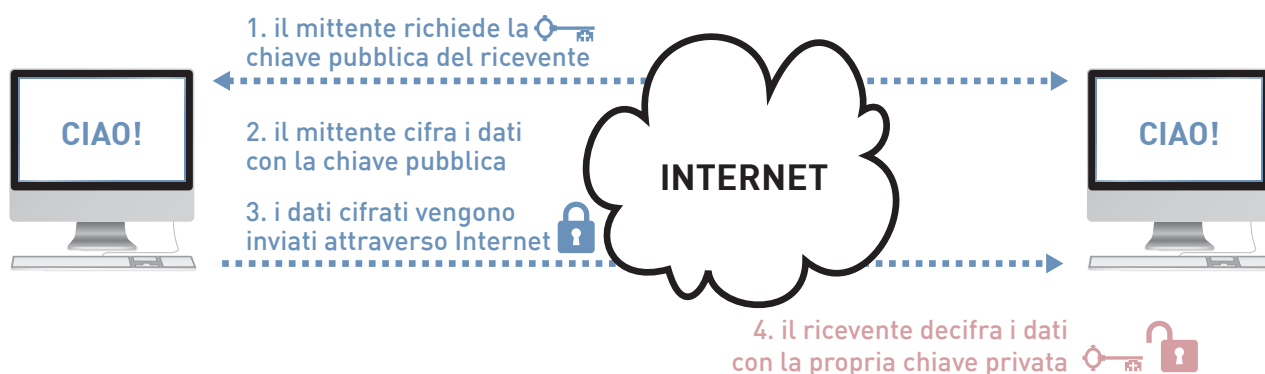 1. il mittente richiede la
chiave pubblica del ricevente
CIAO!
2. il mittente cifra i dati
con la chiave pubblica
INTERNET
CIAO!
3. i dati cifrati vengono
inviati attraverso Internet
4. il ricevente decifra i dati
con la propria chiave privata